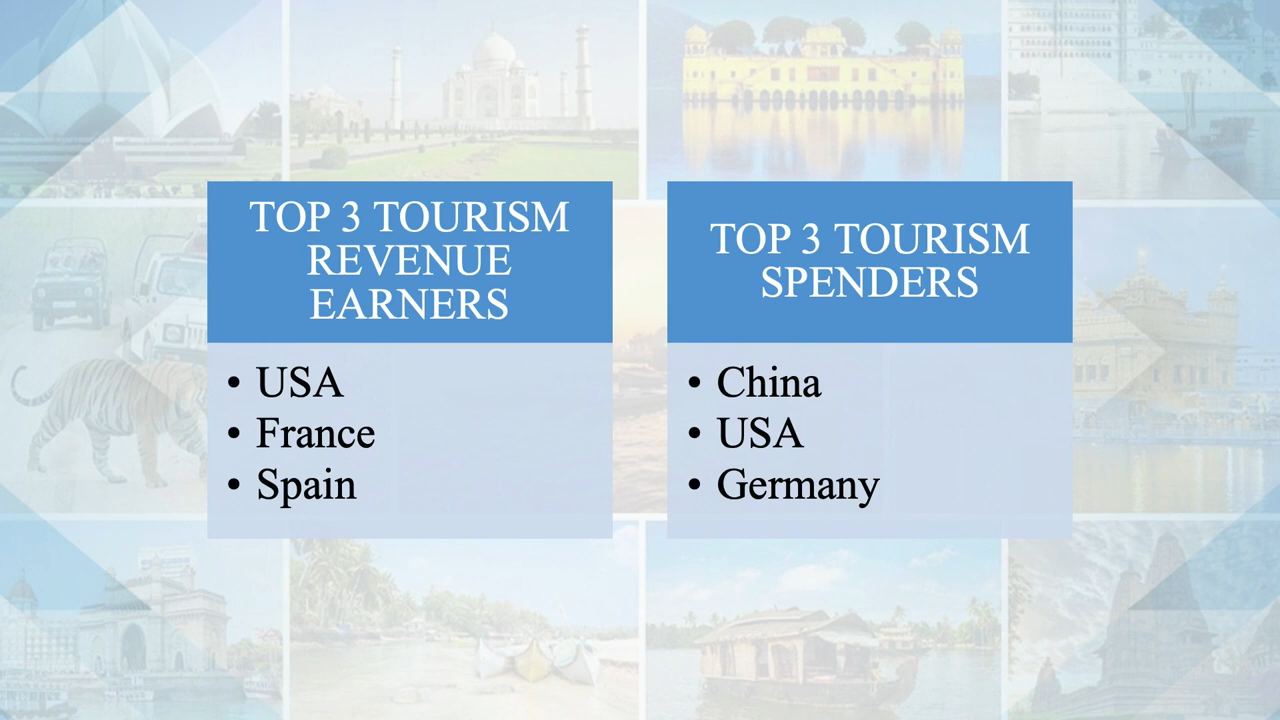 TOP 3 TOURISM
REVENUE
EARNERS
• USA
• France
• Spain
TOP 3 TOURISM
SPENDERS
• China
• USA
• Germany